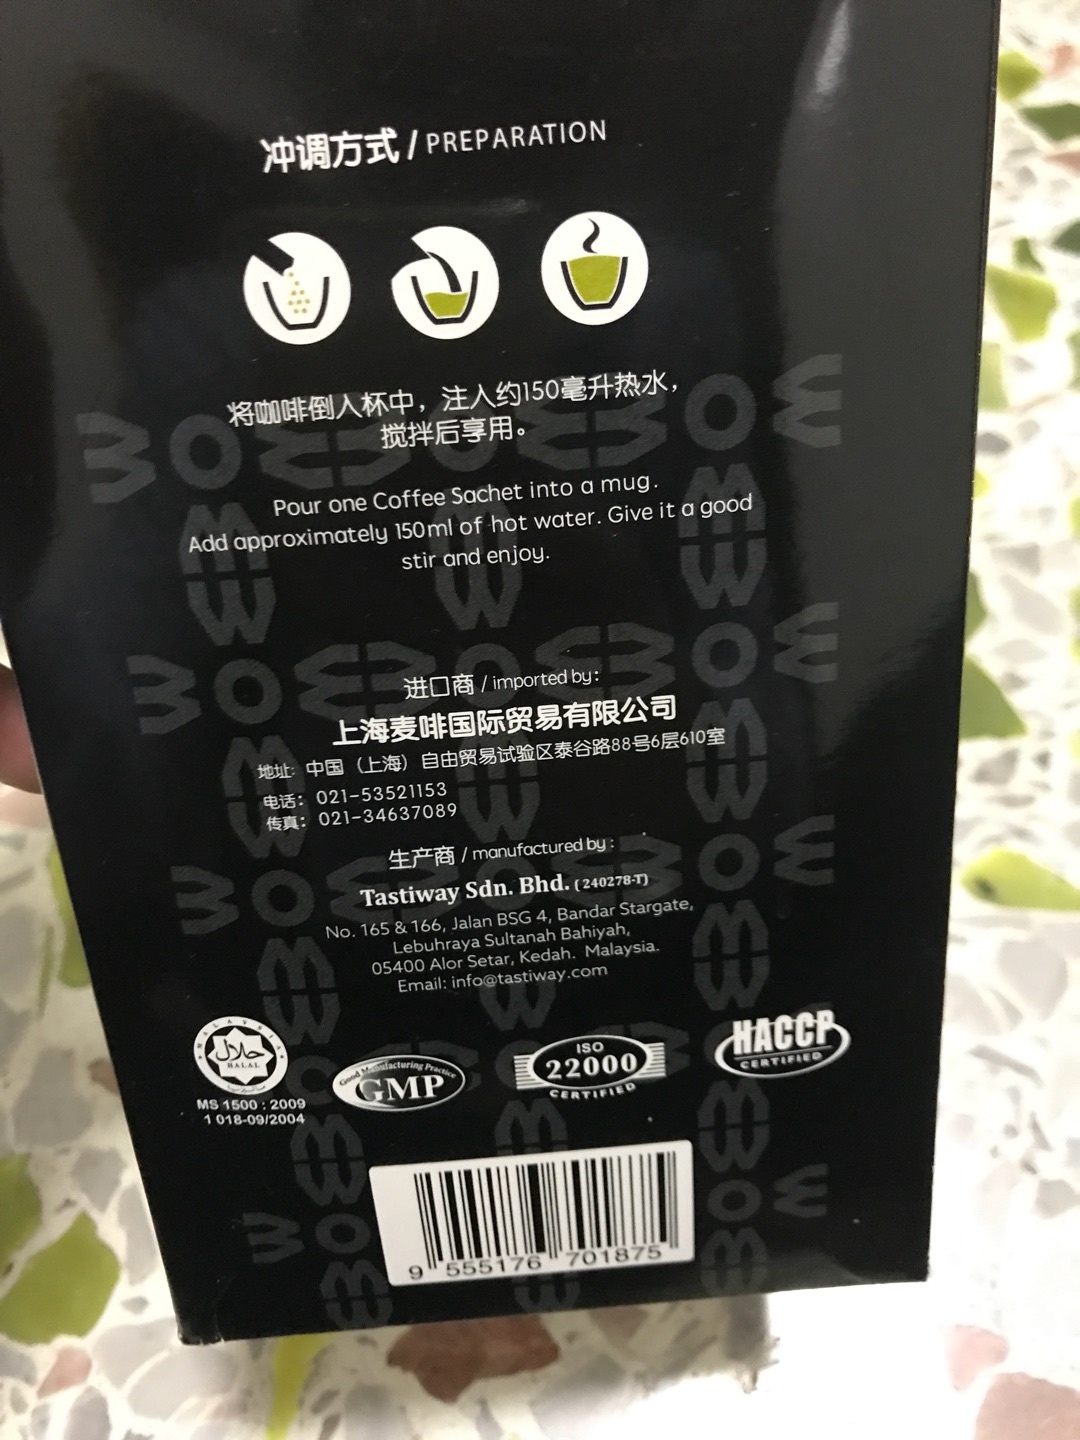 冲调方式 / PREPARATION
将咖啡倒入杯中，注入约150毫升热水，
搅拌后享用。
Pour one Coffee Sachet into a mug.
Add approximately 150ml of hot water. Give it a good
stir and enjoy.
进口商 / imported by:
上海麦啡国际贸易有限公司
地址: 中国（上海）自由贸易试验区泰谷路88号6层610室
电话: 021-53521153
传真: 021-34637089
生产商 / manufactured by :
Tastiway Sdn. Bhd. ( 240278-T)
No. 165 & 166, Jalan BSG 4, Bandar Stargate,
Lebuhraya Sultanah Bahiyah,
05400 Alor Setar, Kedah. Malaysia.
Email: info@tastiway.com
MALAYSIA
حلال
HALAL
MS 1500 : 2009
1 018-09/2004
Good Manufacturing Practice
GMP
ISO
22000
CERTIFIED
HACCP
CERTIFIED
9 555176 701875